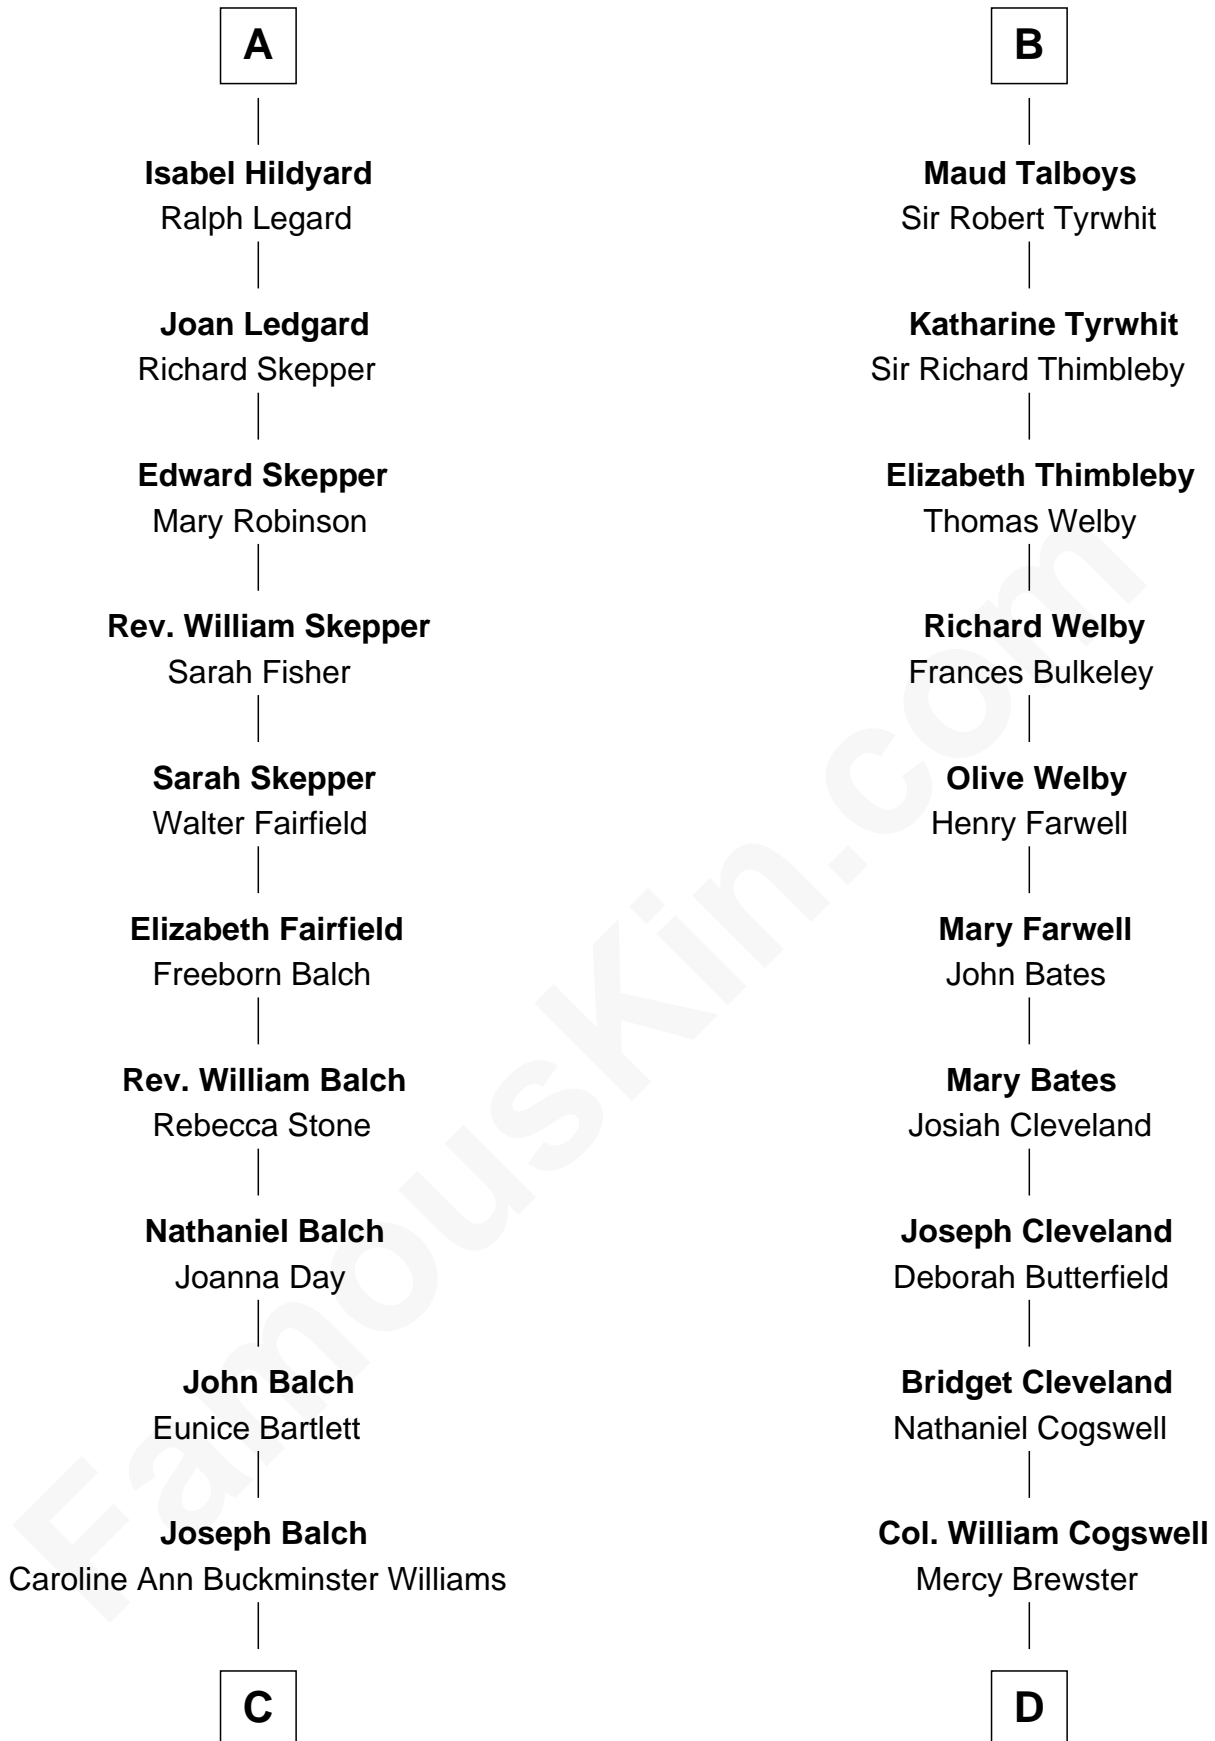 A
Isabel Hildyard
Ralph Legard
Joan Ledgard
Richard Skepper
Edward Skepper
Mary Robinson
Rev. William Skepper
Sarah Fisher
Sarah Skepper
Walter Fairfield
Elizabeth Fairfield
Freeborn Balch
Rev. William Balch
Rebecca Stone
Nathaniel Balch
Joanna Day
John Balch
Eunice Bartlett
Joseph Balch
Caroline Ann Buckminster Williams
C
B
Maud Talboys
Sir Robert Tyrwhit
Katharine Tyrwhit
Sir Richard Thimbleby
Elizabeth Thimbleby
Thomas Welby
Richard Welby
Frances Bulkeley
Olive Welby
Henry Farwell
Mary Farwell
John Bates
Mary Bates
Josiah Cleveland
Joseph Cleveland
Deborah Butterfield
Bridget Cleveland
Nathaniel Cogswell
Col. William Cogswell
Mercy Brewster
D
FamousKin.com